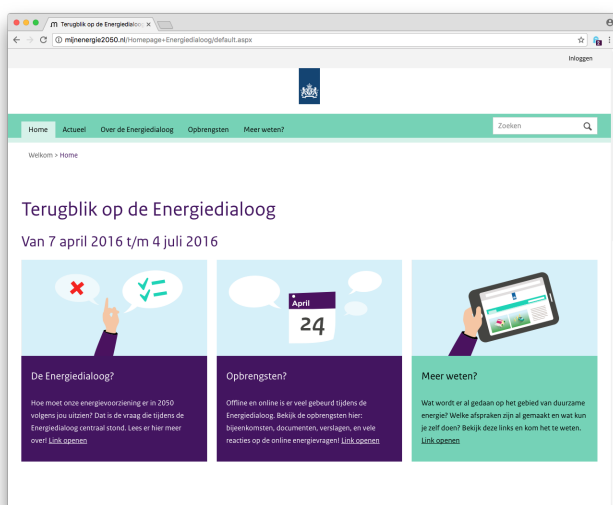 Terugblik op de Energiedialoog
mijnenergie2050.nl/Homepage+Energiedialoog/default.aspx
Inloggen
Home Actueel Over de Energiedialoog Opbrengsten Meer weten? Zoeken
Welkom > Home
Terugblik op de Energiedialoog
Van 7 april 2016 t/m 4 juli 2016
April
24
De Energiedialoog?
Hoe moet onze energievoorziening er in 2050
volgens jou uitzien? Dat is de vraag die tijdens de
Energiedialoog centraal stond. Lees er hier meer
over! Link openen
Opbrengsten?
Offline en online is er veel gebeurd tijdens de
Energiedialoog. Bekijk de opbrengsten hier:
bijeenkomsten, documenten, verslagen, en vele
reacties op de online energievragen! Link openen
Meer weten?
Wat wordt er al gedaan op het gebied van duurzame
energie? Welke afspraken zijn al gemaakt en wat kun
je zelf doen? Bekijk deze links en kom het te weten.
Link openen